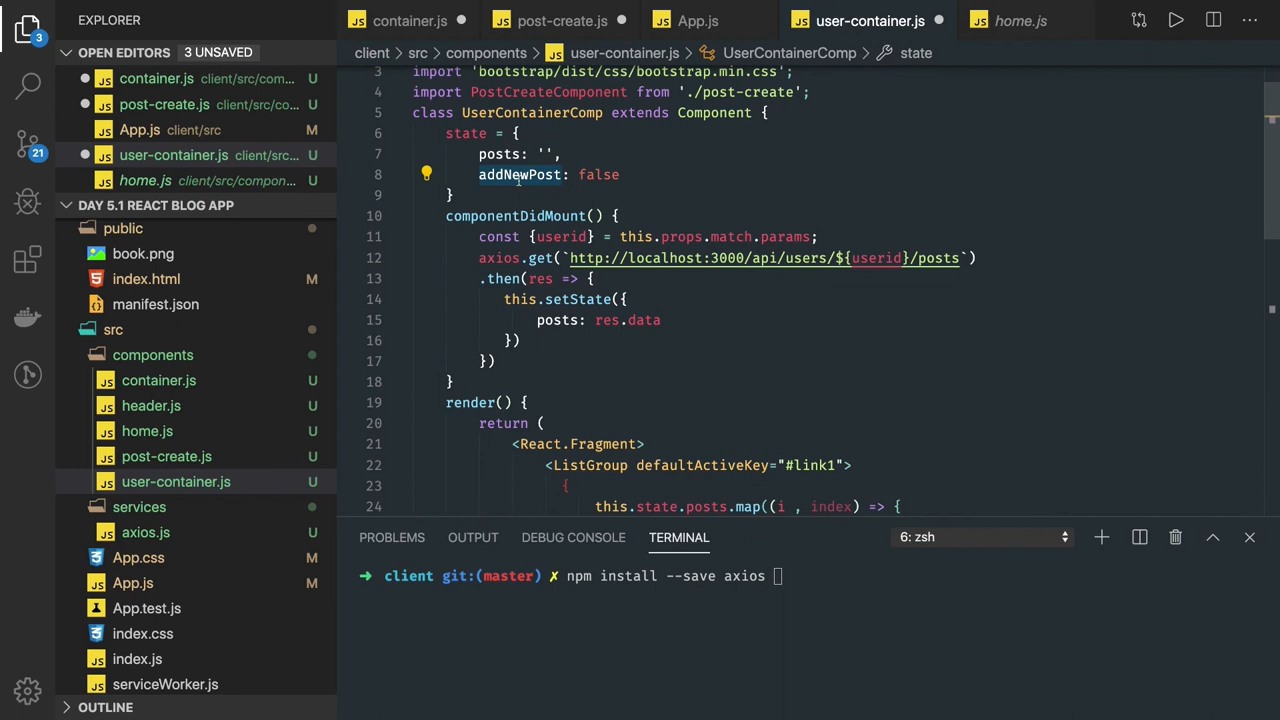 EXPLORER
OPEN EDITORS 3 UNSAVED
container.js client/src/com... U
post-create.js client/src/co... U
App.js client/src M
user-container.js client/src... U
home.js client/src/compon... U
DAY 5.1 REACT BLOG APP
public
book.png
index.html M
manifest.json
src
components
container.js U
header.js U
home.js U
post-create.js U
user-container.js U
services
axios.js U
App.css M
App.js M
App.test.js
index.css
index.js
serviceWorker.js
OUTLINE
3
21
container.js post-create.js App.js user-container.js home.js
client > src > components > user-container.js > UserContainerComp > state
3 import 'bootstrap/dist/css/bootstrap.min.css';
4 import PostCreateComponent from './post-create';
5 class UserContainerComp extends Component {
6 state = {
7 posts: '',
8 addNewPost: false
9 }
10 componentDidMount() {
11 const {userid} = this.props.match.params;
12 axios.get(`http://localhost:3000/api/users/${userid}/posts`)
13 .then(res => {
14 this.setState({
15 posts: res.data
16 })
17 })
18 }
19 render() {
20 return (
21 <React.Fragment>
22 <ListGroup defaultActiveKey="#link1">
23 {
24 this.state.posts.map((i , index) => {
PROBLEMS OUTPUT DEBUG CONSOLE TERMINAL 6: zsh
➜ client git:(master) ✗ npm install --save axios